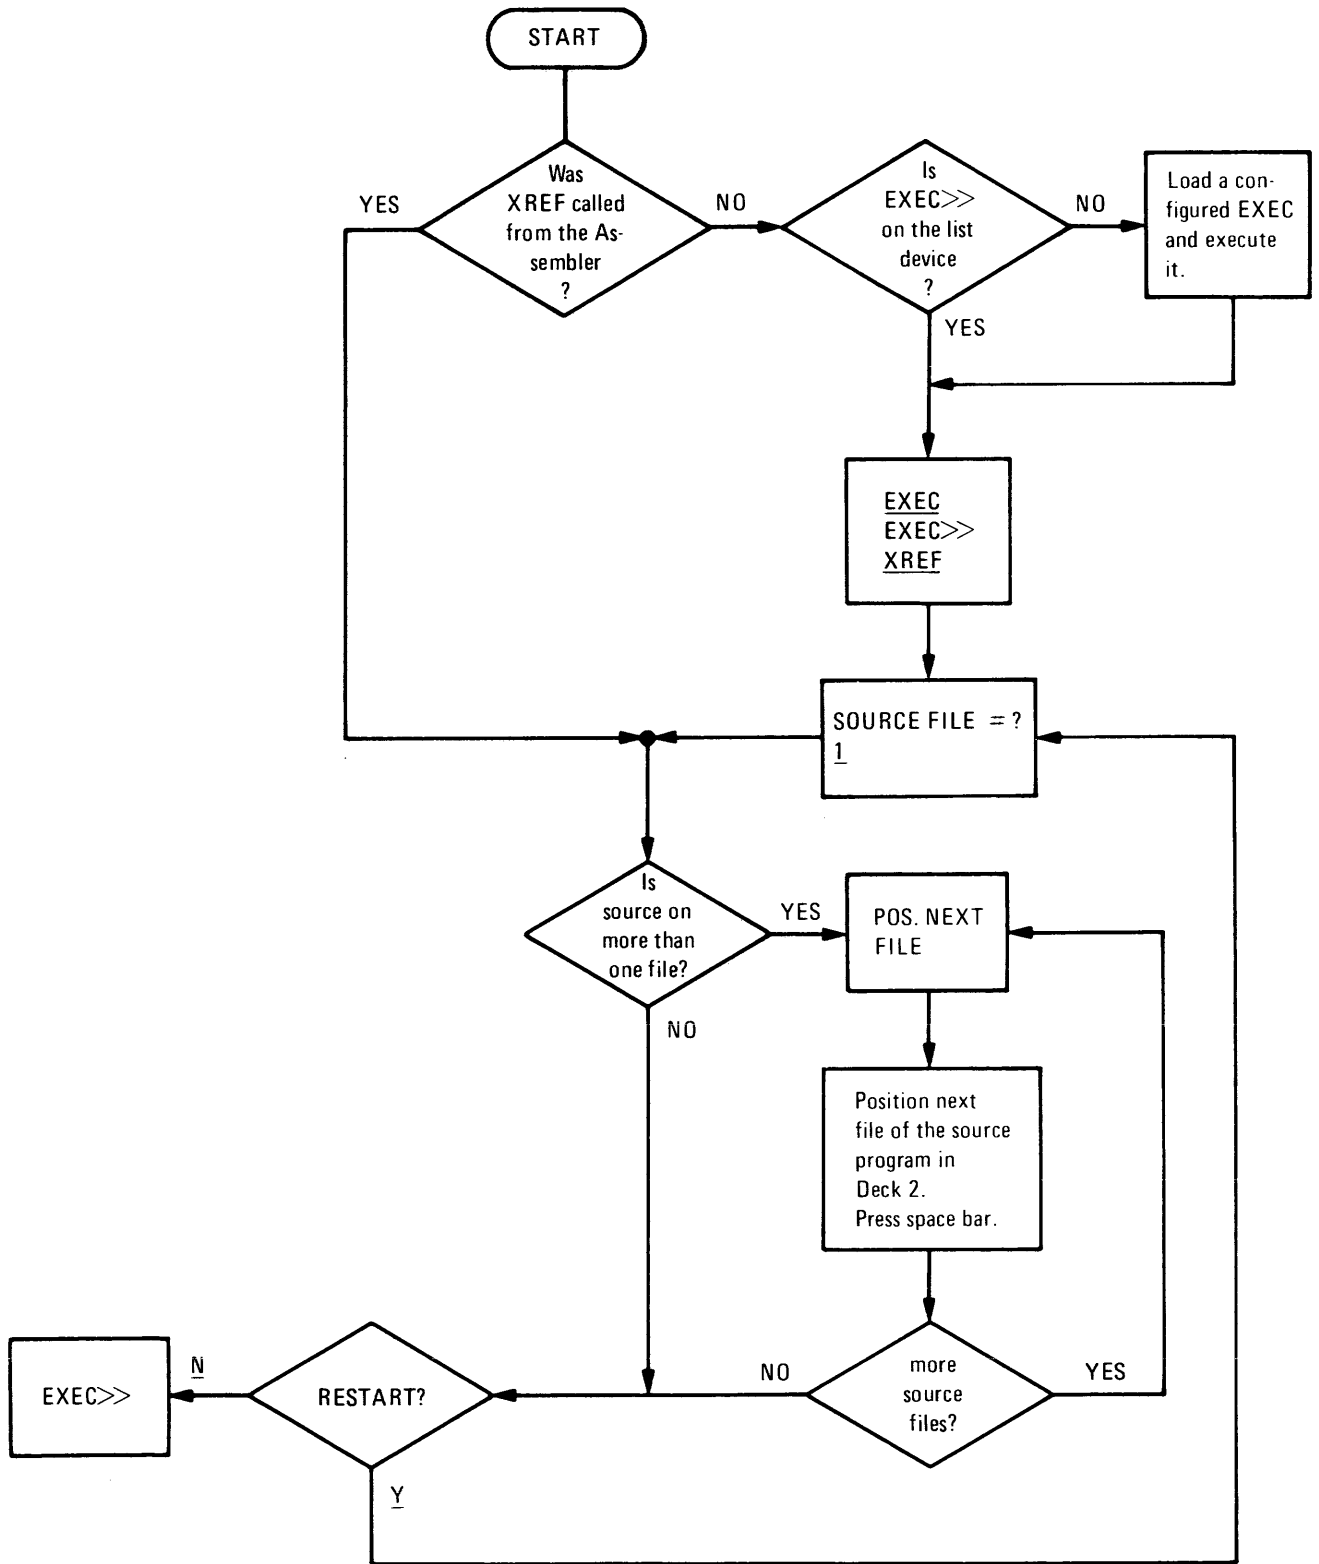 START
Was
XREF called
from the As-
sembler
?
YES
NO
Is
EXEC>>
on the list
device
?
NO
YES
Load a con-
figured EXEC
and execute
it.
EXEC
EXEC>>
XREF
SOURCE FILE = ?
1
Is
source on
more than
one file?
YES
NO
POS. NEXT
FILE
Position next
file of the source
program in
Deck 2.
Press space bar.
more
source
files?
NO
YES
RESTART?
N
Y
EXEC>>